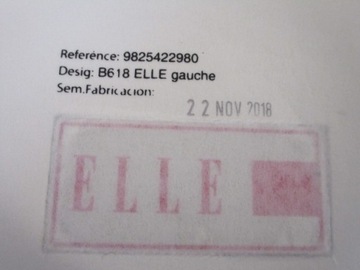 Reference: 9825422980
Desig: B618 ELLE gauche
Sem.Fabricacion:
22 NOV 2018
ELLE